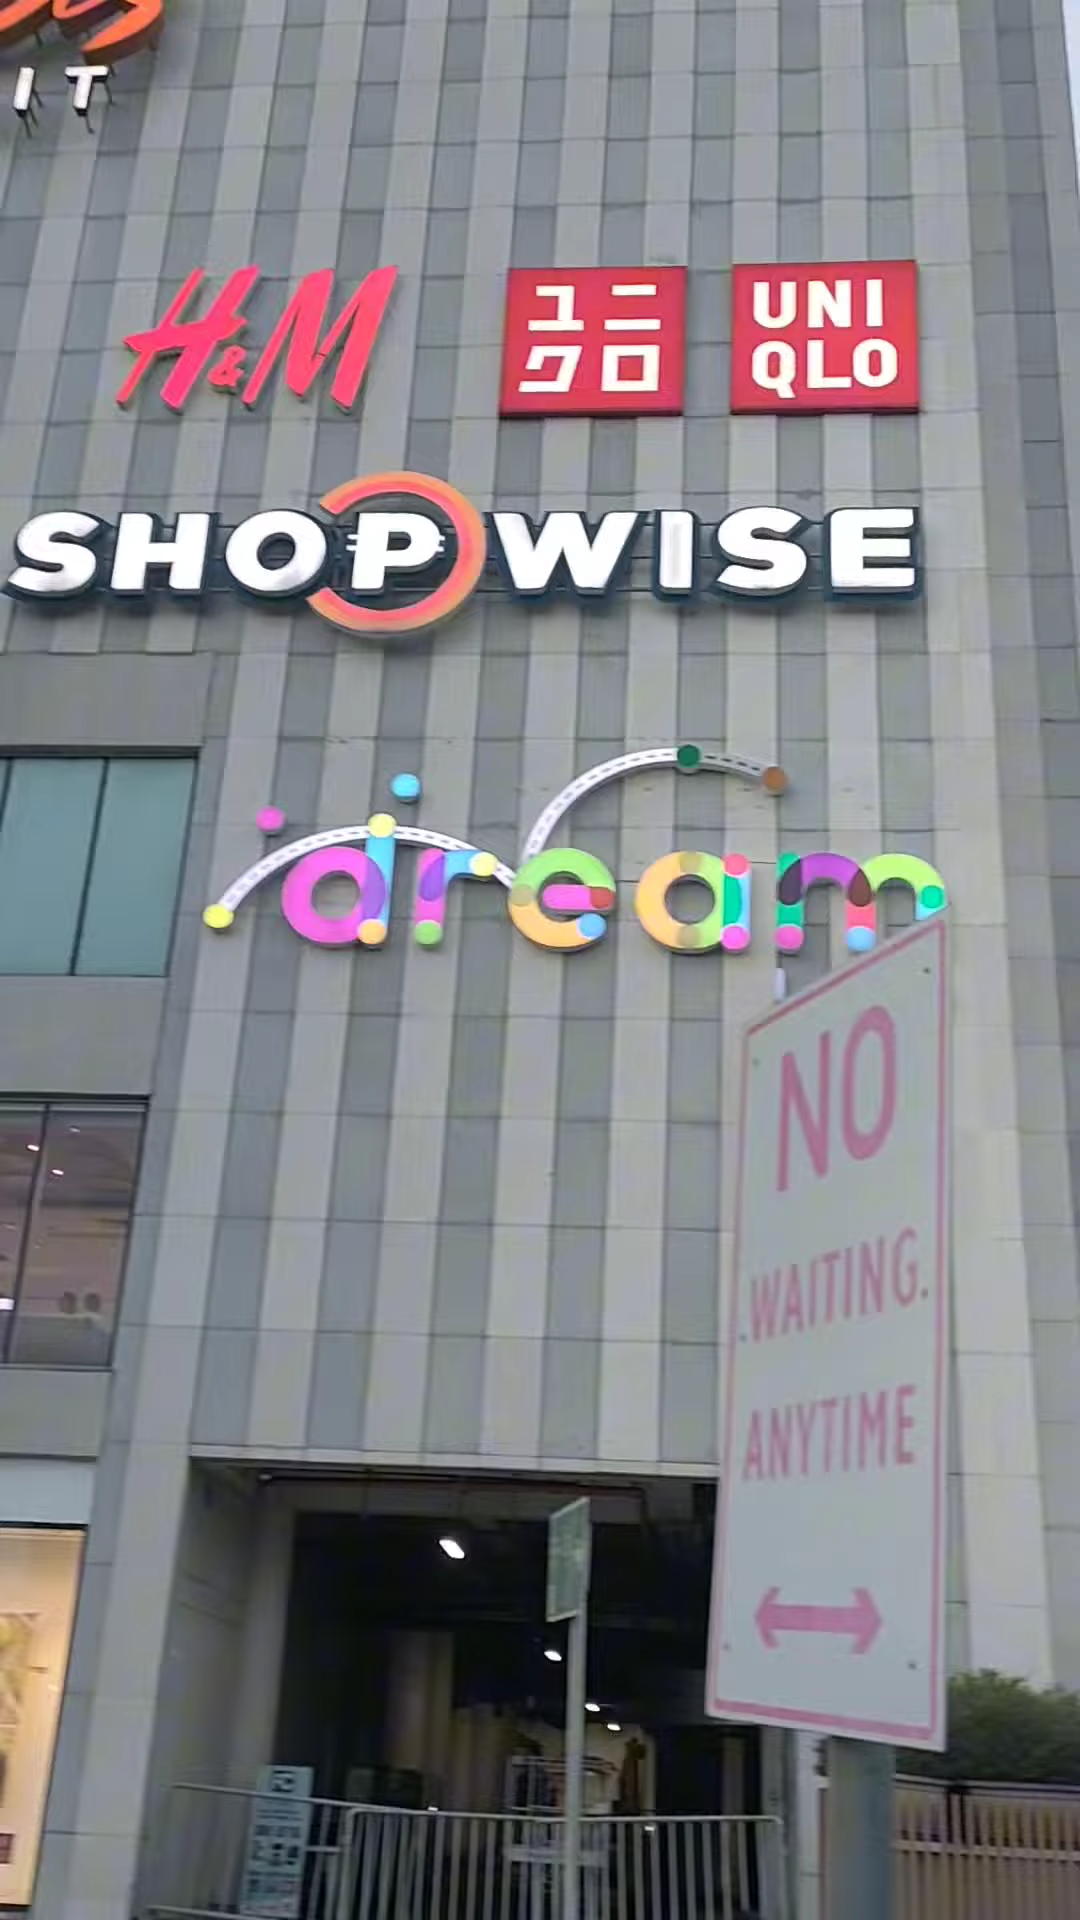 IT
H&M
ユニ
クロ
UNI
QLO
SHOPWISE
dream
NO
WAITING
ANYTIME